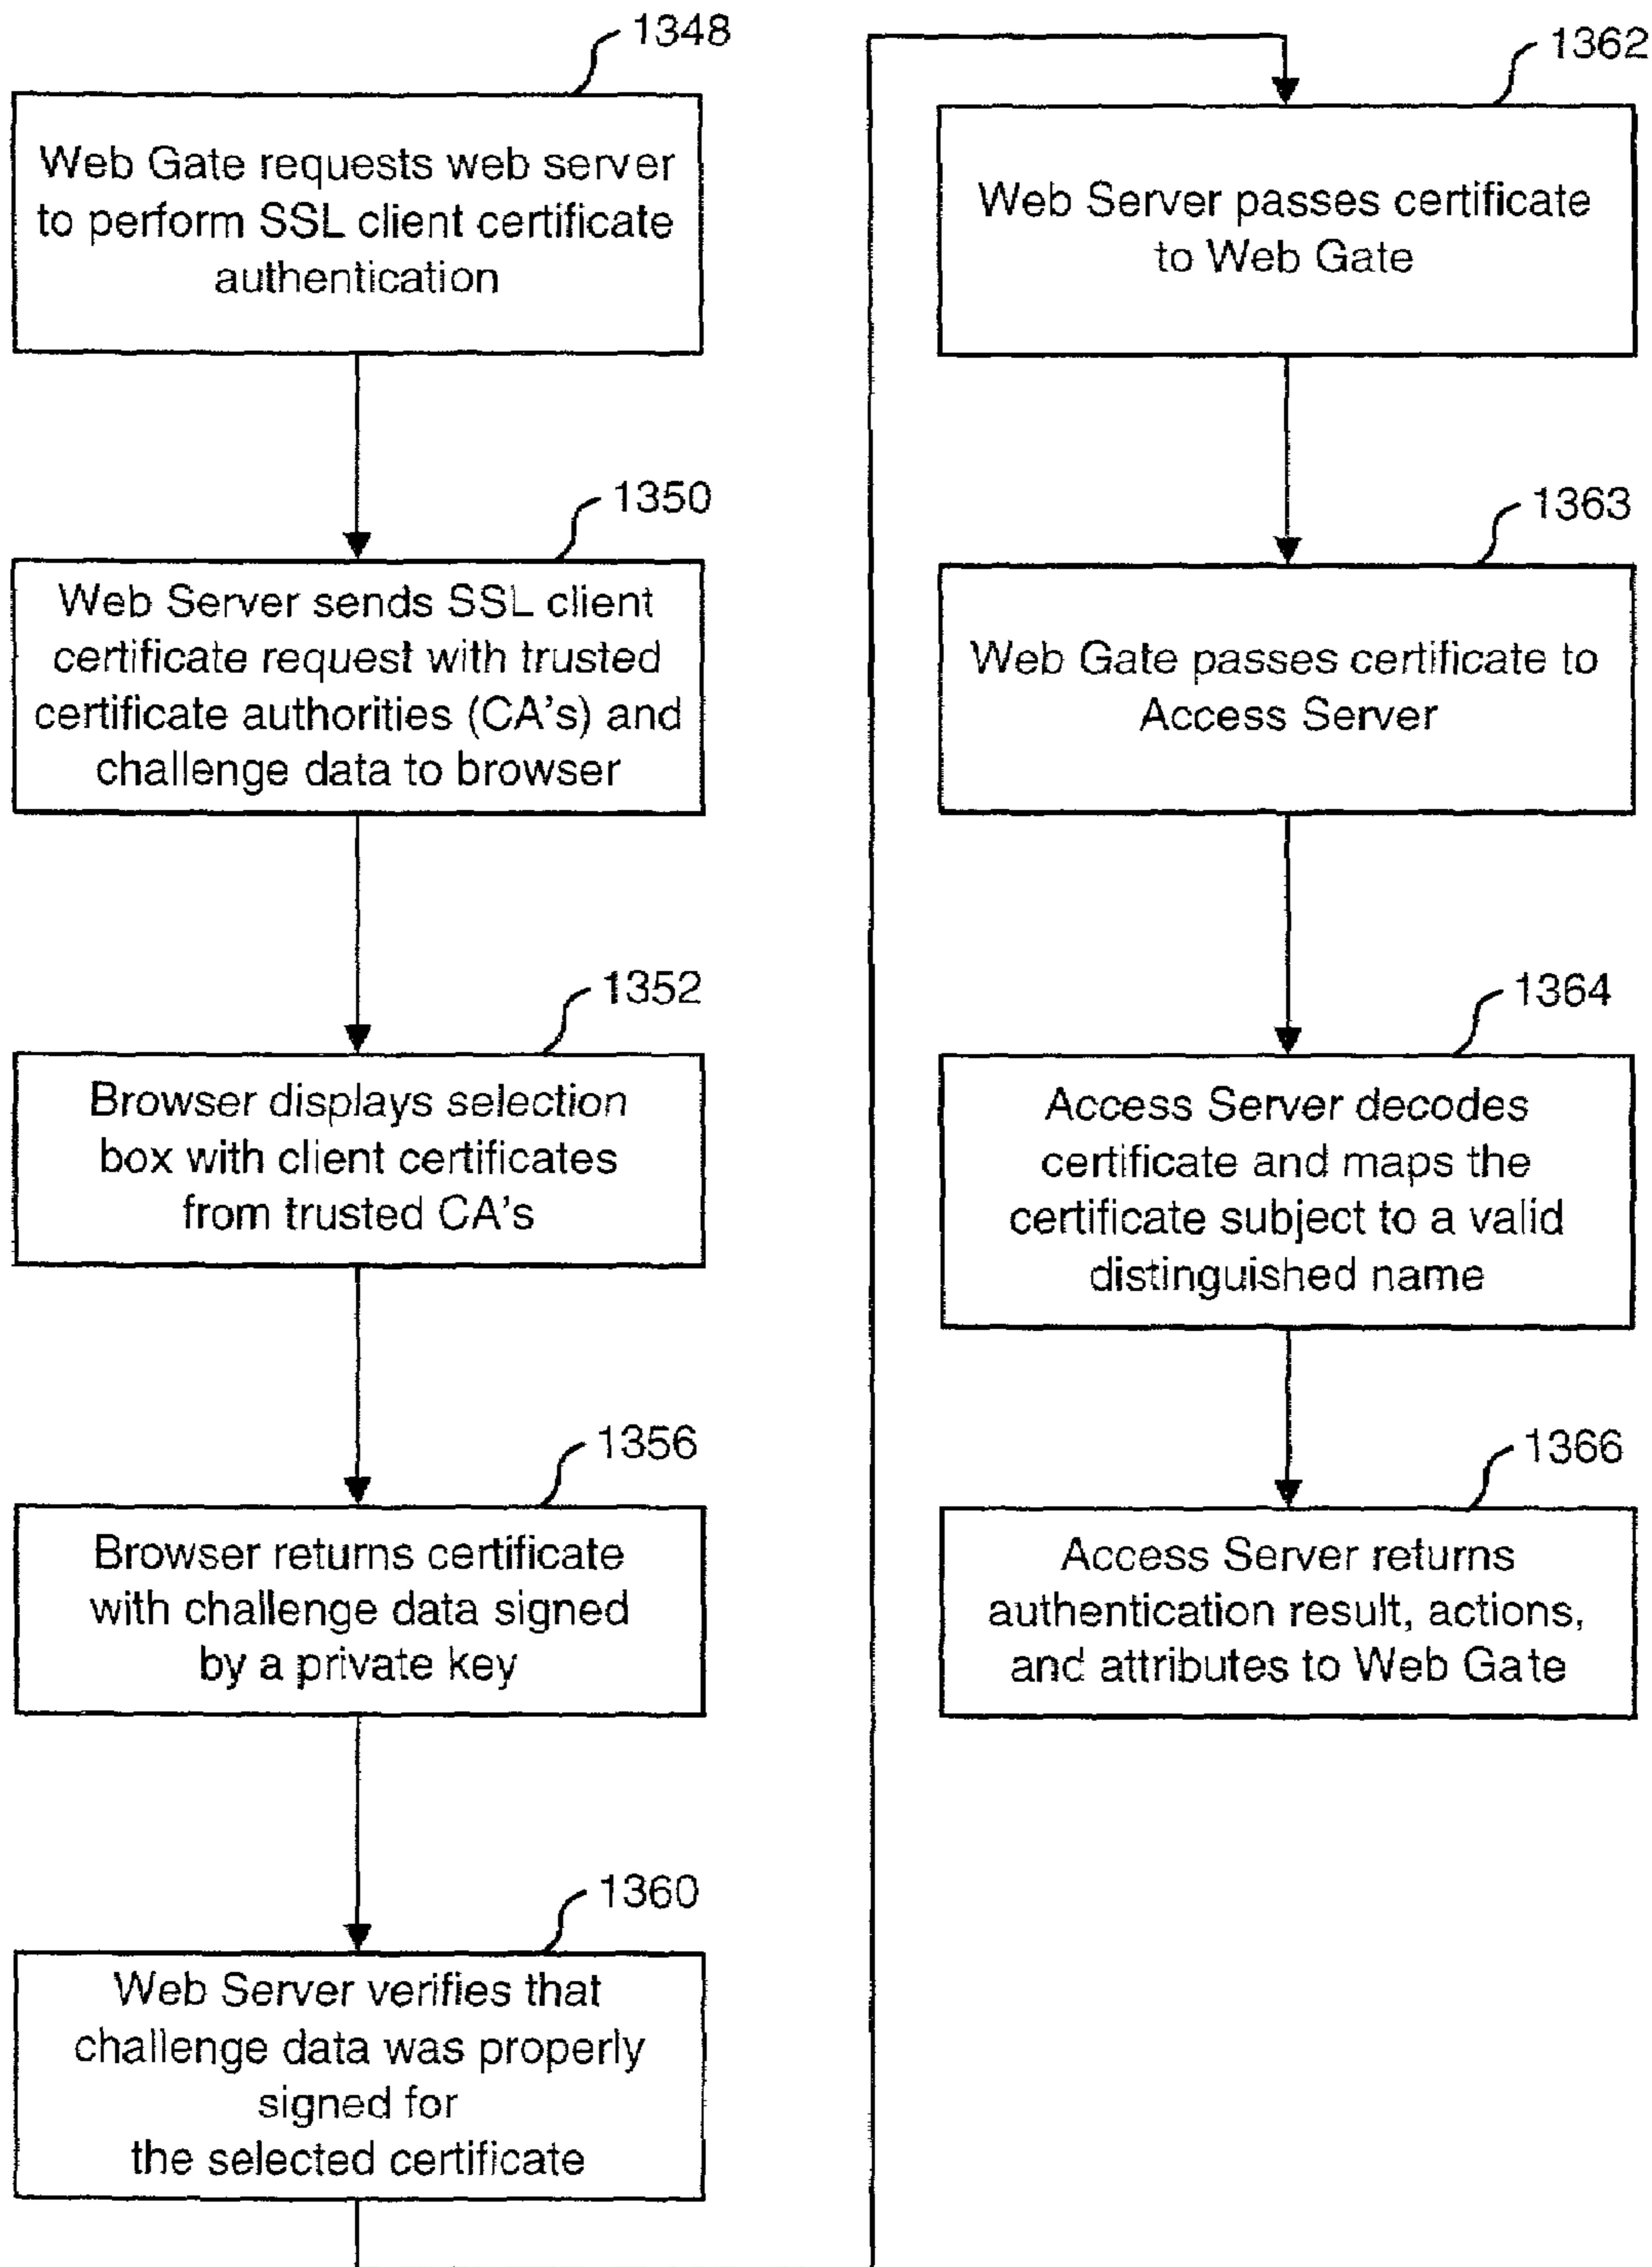 1348
Web Gate requests web server
to perform SSL client certificate
authentication
1350
Web Server sends SSL client
certificate request with trusted
certificate authorities (CA's) and
challenge data to browser
1352
Browser displays selection
box with client certificates
from trusted CA's
1356
Browser returns certificate
with challenge data signed
by a private key
1360
Web Server verifies that
challenge data was properly
signed for
the selected certificate
1362
Web Server passes certificate
to Web Gate
1363
Web Gate passes certificate to
Access Server
1364
Access Server decodes
certificate and maps the
certificate subject to a valid
distinguished name
1366
Access Server returns
authentication result, actions,
and attributes to Web Gate